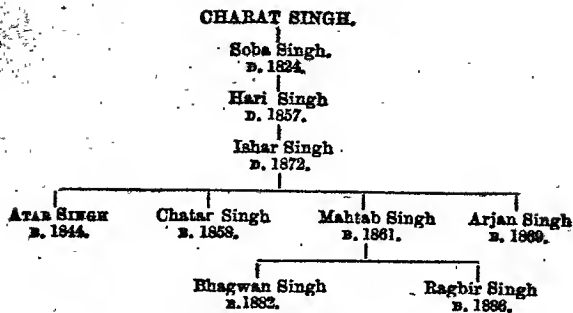 CHARAT SINGH.
Soba Singh.
D. 1824.
Hari Singh
D. 1857.
Ishar Singh
D. 1872.
ATAR SINGH Chatar Singh Mahtab Singh Arjan Singh
B. 1844. B. 1858. B. 1861. B. 1869.
Bhagwan Singh Ragbir Singh
B. 1882. B. 1886.